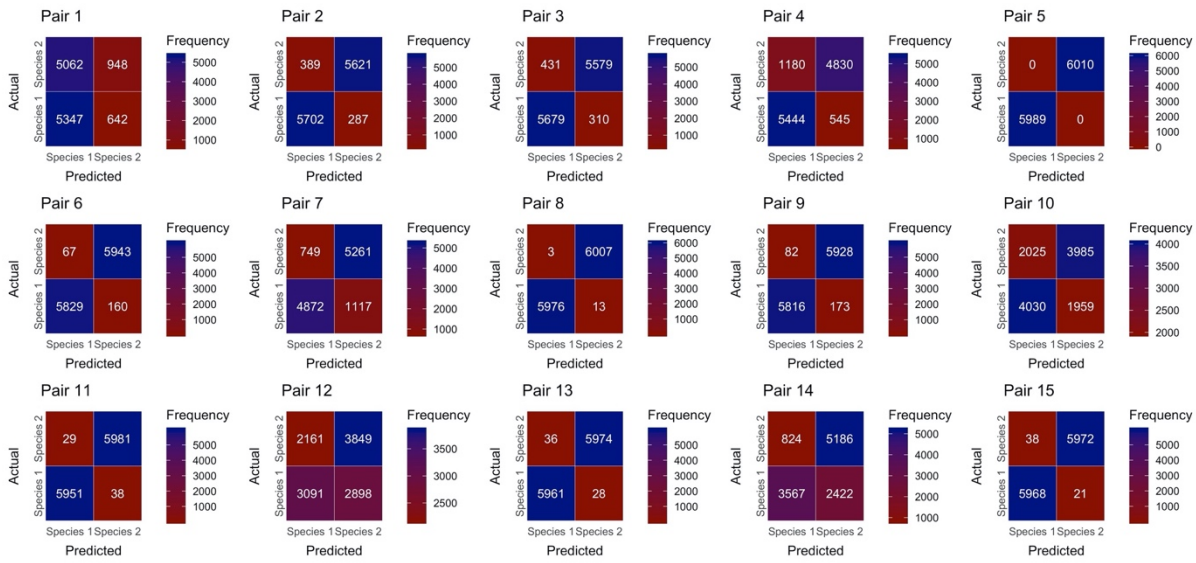 Pair 1
Frequency
Actual
Species 2
5062 948
Species 1
5347 642
5000
4000
3000
2000
1000
Species 1 Species 2
Predicted
Pair 2
Frequency
Actual
Species 2
389 5621
Species 1
5702 287
5000
4000
3000
2000
1000
Species 1 Species 2
Predicted
Pair 3
Frequency
Actual
Species 2
431 5579
Species 1
5679 310
5000
4000
3000
2000
1000
Species 1 Species 2
Predicted
Pair 4
Frequency
Actual
Species 2
1180 4830
Species 1
5444 545
5000
4000
3000
2000
1000
Species 1 Species 2
Predicted
Pair 5
Frequency
Actual
Species 2
0 6010
Species 1
5989 0
6000
5000
4000
3000
2000
1000
0
Species 1 Species 2
Predicted
Pair 6
Frequency
Actual
Species 2
67 5943
Species 1
5829 160
5000
4000
3000
2000
1000
Species 1 Species 2
Predicted
Pair 7
Frequency
Actual
Species 2
749 5261
Species 1
4872 1117
5000
4000
3000
2000
1000
Species 1 Species 2
Predicted
Pair 8
Frequency
Actual
Species 2
3 6007
Species 1
5976 13
6000
5000
4000
3000
2000
1000
Species 1 Species 2
Predicted
Pair 9
Frequency
Actual
Species 2
82 5928
Species 1
5816 173
5000
4000
3000
2000
1000
Species 1 Species 2
Predicted
Pair 10
Frequency
Actual
Species 2
2025 3985
Species 1
4030 1959
4000
3500
3000
2500
2000
Species 1 Species 2
Predicted
Pair 11
Frequency
Actual
Species 2
29 5981
Species 1
5951 38
5000
4000
3000
2000
1000
Species 1 Species 2
Predicted
Pair 12
Frequency
Actual
Species 2
2161 3849
Species 1
3091 2898
3500
3000
2500
Species 1 Species 2
Predicted
Pair 13
Frequency
Actual
Species 2
36 5974
Species 1
5961 28
5000
4000
3000
2000
1000
Species 1 Species 2
Predicted
Pair 14
Frequency
Actual
Species 2
824 5186
Species 1
3567 2422
5000
4000
3000
2000
1000
Species 1 Species 2
Predicted
Pair 15
Frequency
Actual
Species 2
38 5972
Species 1
5968 21
5000
4000
3000
2000
1000
Species 1 Species 2
Predicted